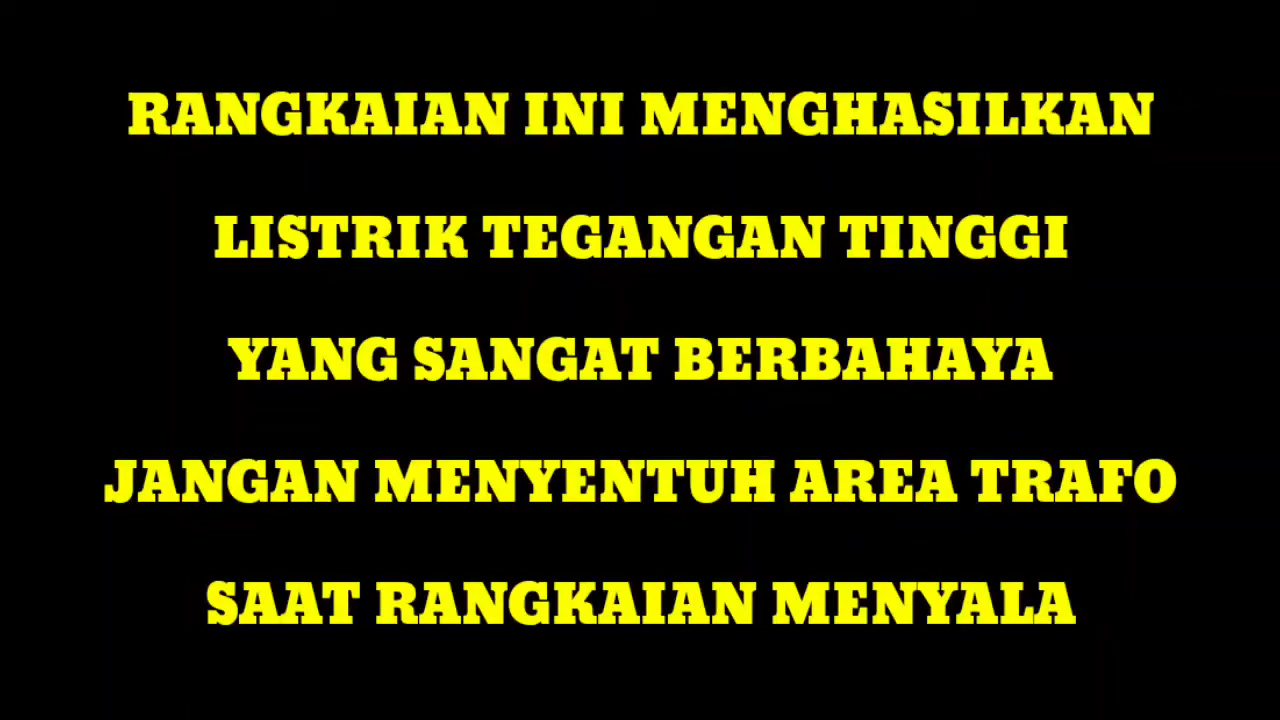 RANGKAIAN INI MENGHASILKAN
LISTRIK TEGANGAN TINGGI
YANG SANGAT BERBAHAYA
JANGAN MENYENTUH AREA TRAFO
SAAT RANGKAIAN MENYALA